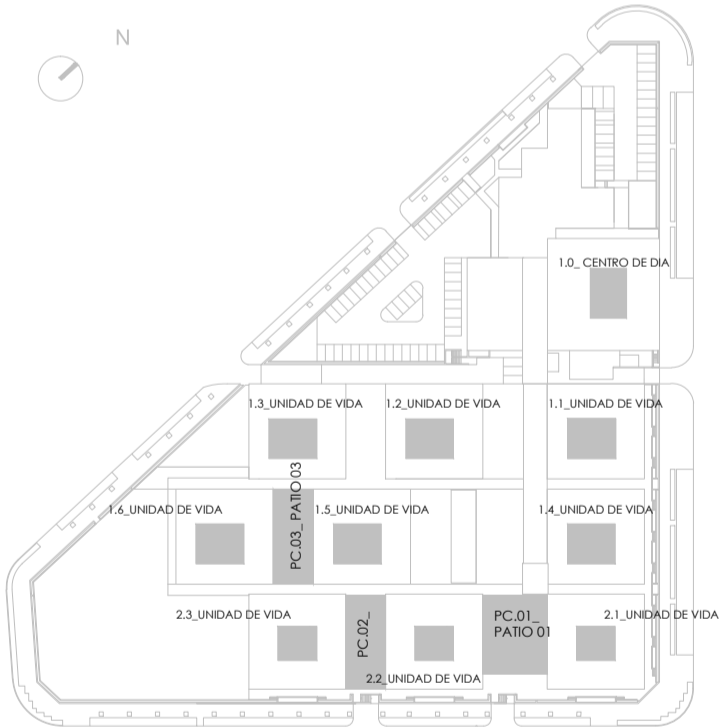 N
1.0_ CENTRO DE DIA
1.3_UNIDAD DE VIDA
1.2_UNIDAD DE VIDA
1.1_UNIDAD DE VIDA
PC.03_ PATIO 03
1.6_UNIDAD DE VIDA
1.5_UNIDAD DE VIDA
1.4_UNIDAD DE VIDA
2.3_UNIDAD DE VIDA
PC.02_
PC.01_
PATIO 01
2.1_UNIDAD DE VIDA
2.2_UNIDAD DE VIDA